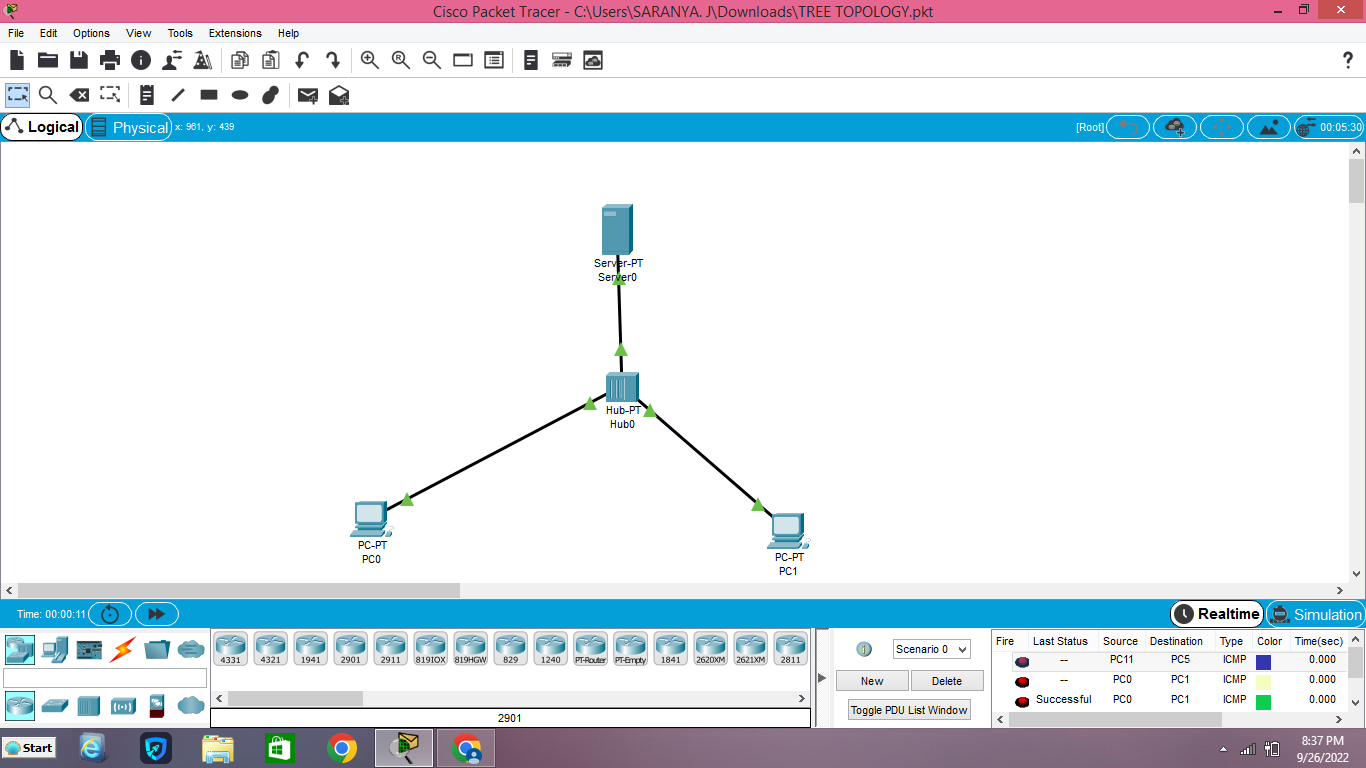 Cisco Packet Tracer - C:\Users\SARANYA. J\Downloads\TREE TOPOLOGY.pkt
File Edit Options View Tools Extensions Help
Logical Physical x: 961, y: 439 [Root] 00:05:30
Server-PT
Server0
Hub-PT
Hub0
PC-PT
PC0
PC-PT
PC1
Time: 00:00:11 Realtime Simulation
4331 4321 1941 2901 2911 819IOX 819HGW 829 1240 PT-Router PT-Empty 1841 2620XM 2621XM 2811
2901
Scenario 0
New Delete
Toggle PDU List Window
Fire Last Status Source Destination Type Color Time(sec)
-- PC11 PC5 ICMP 0.000
-- PC0 PC1 ICMP 0.000
Successful PC0 PC1 ICMP 0.000
Start
8:37 PM
9/26/2022